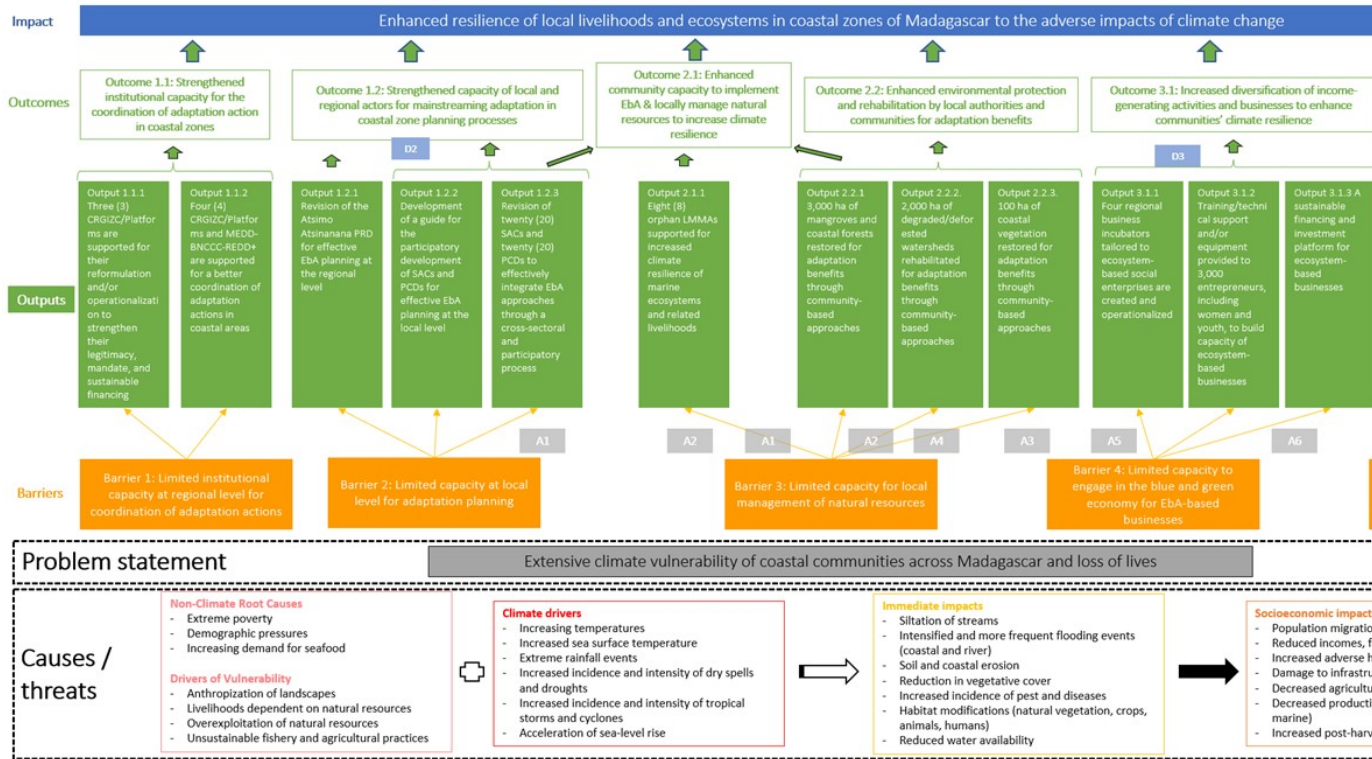 Impact
Enhanced resilience of local livelihoods and ecosystems in coastal zones of Madagascar to the adverse impacts of climate change
Outcomes
Outcome 1.1: Strengthened
institutional capacity for the
coordination of adaptation action
in coastal zones
Outcome 1.2: Strengthened capacity of local and
regional actors for mainstreaming adaptation in
coastal zone planning processes
Outcome 2.1: Enhanced
community capacity to implement
EbA & locally manage natural
resources to increase climate
resilience
Outcome 2.2: Enhanced environmental protection
and rehabilitation by local authorities and
communities for adaptation benefits
Outcome 3.1: Increased diversification of income-
generating activities and businesses to enhance
communities' climate resilience
D2
D3
Outputs
Output 1.1.1
Three (3)
CRGIZC/Platfor
ms are
supported for
their
reformulation
and/or
operationalizati
on to
strengthen
their
legitimacy,
mandate, and
sustainable
financing
Output 1.1.2
Four (4)
CRGIZC/Platfor
ms and MEDD-
BNCCC-REDD+
are supported
for a better
coordination of
adaptation
actions in
coastal areas
Output 1.2.1
Revision of the
Atsimo
Atsinanana PRD
for effective
EbA planning at
the regional
level
Output 1.2.2
Development of
a guide for
the
participatory
development of
SACs and
PCDs for
effective EbA
planning at the
local level
Output 1.2.3
Revision of
twenty (20)
SACs and
twenty (20)
PCDs to
effectively
integrate EbA
approaches
through a
cross-sectoral
and
participatory
process
Output 2.1.1
Eight (8)
orphan LMMAs
supported for
increased
climate
resilience of
marine
ecosystems
and related
livelihoods
Output 2.2.1
3,000 ha of
mangroves and
coastal forests
restored for
adaptation
benefits
through
community-
based
approaches
Output 2.2.2.
2,000 ha of
degraded/defor
ested
watersheds
rehabilitated
for adaptation
benefits
through
community-
based
approaches
Output 2.2.3.
100 ha of
coastal
vegetation
restored for
adaptation
benefits
through
community-
based
approaches
Output 3.1.1
Four regional
business
incubators
tailored to
ecosystem-
based social
enterprises are
created and
operationalized
Output 3.1.2
Training/techni
cal support
and/or
equipment
provided to
3,000
entrepreneurs,
including
women and
youth, to build
capacity of
ecosystem-
based
businesses
Output 3.1.3 A
sustainable
financing and
investment
platform for
ecosystem-
based
businesses
A1
A2
A1
A2
A4
A3
A5
A6
Barriers
Barrier 1: Limited institutional
capacity at regional level for
coordination of adaptation actions
Barrier 2: Limited capacity at local
level for adaptation planning
Barrier 3: Limited capacity for local
management of natural resources
Barrier 4: Limited capacity to
engage in the blue and green
economy for EbA-based
businesses
Problem statement
Extensive climate vulnerability of coastal communities across Madagascar and loss of lives
Causes /
threats
Non-Climate Root Causes
- Extreme poverty
- Demographic pressures
- Increasing demand for seafood
Drivers of Vulnerability
- Anthropization of landscapes
- Livelihoods dependent on natural resources
- Overexploitation of natural resources
- Unsustainable fishery and agricultural practices
Climate drivers
- Increasing temperatures
- Increased sea surface temperature
- Extreme rainfall events
- Increased incidence and intensity of dry spells
and droughts
- Increased incidence and intensity of tropical
storms and cyclones
- Acceleration of sea-level rise
Immediate impacts
- Siltation of streams
- Intensified and more frequent flooding events
(coastal and river)
- Soil and coastal erosion
- Reduction in vegetative cover
- Increased incidence of pest and diseases
- Habitat modifications (natural vegetation, crops,
animals, humans)
- Reduced water availability
Socioeconomic impact
- Population migratio
- Reduced incomes, f
- Increased adverse h
- Damage to infrastru
- Decreased agricultu
- Decreased producti
marine)
- Increased post-harv